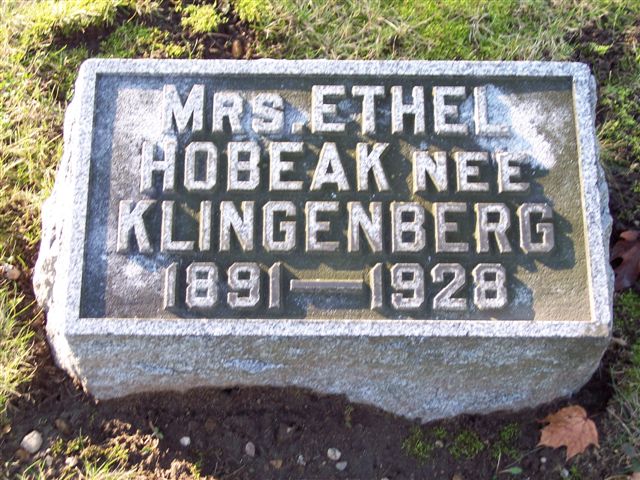 MRS. ETHEL
HOBEAK NEE
KLINGENBERG
1891—1928